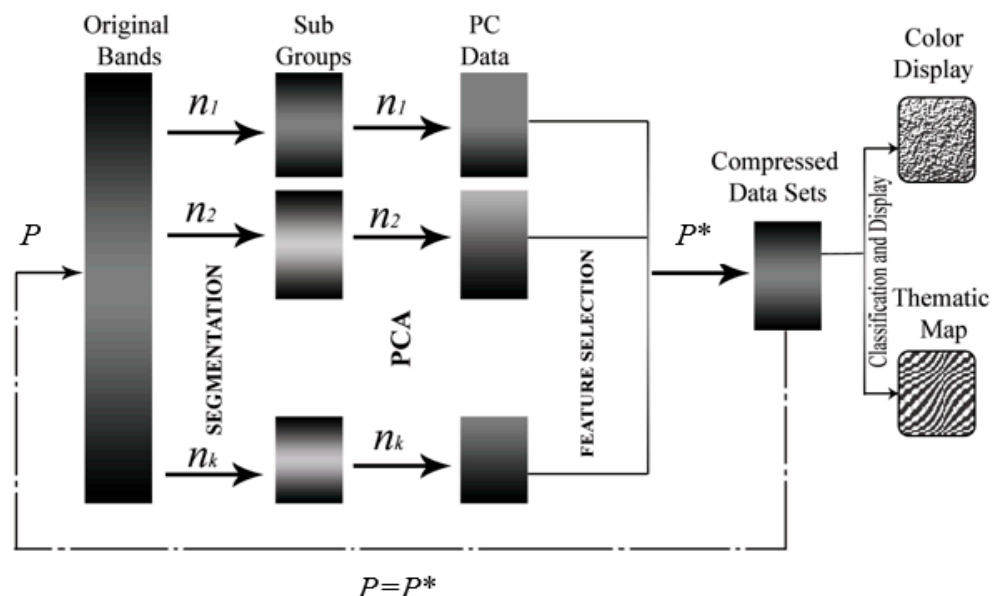 Original
Bands
Sub
Groups
PC
Data
Color
Display
Compressed
Data Sets
Thematic
Map
P
n1
n1
n2
n2
nk
nk
SEGMENTATION
PCA
FEATURE SELECTION
P*
Classification and Display
P=P*